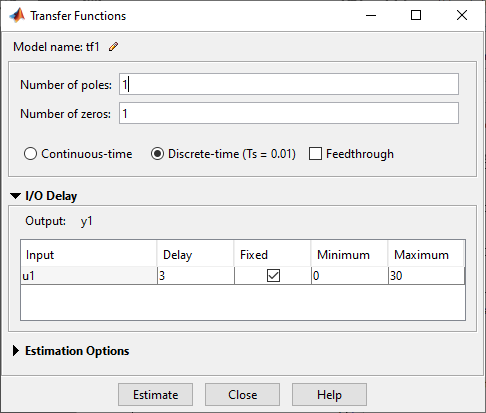 Transfer Functions
Model name: tf1
Number of poles: 1
Number of zeros: 1
Continuous-time Discrete-time (Ts = 0.01) Feedthrough
I/O Delay
Output: y1
Input Delay Fixed Minimum Maximum
u1 3 0 30
Estimation Options
Estimate Close Help